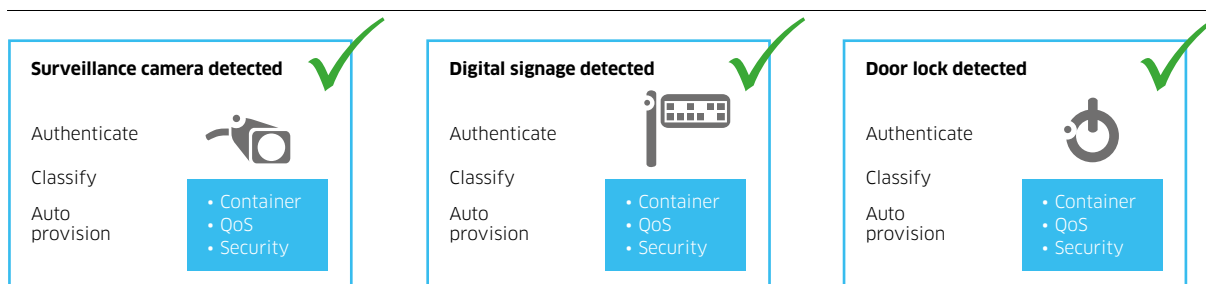 Surveillance camera detected
Authenticate
Classify
Auto
provision
• Container
• QoS
• Security
Digital signage detected
Authenticate
Classify
Auto
provision
• Container
• QoS
• Security
Door lock detected
Authenticate
Classify
Auto
provision
• Container
• QoS
• Security